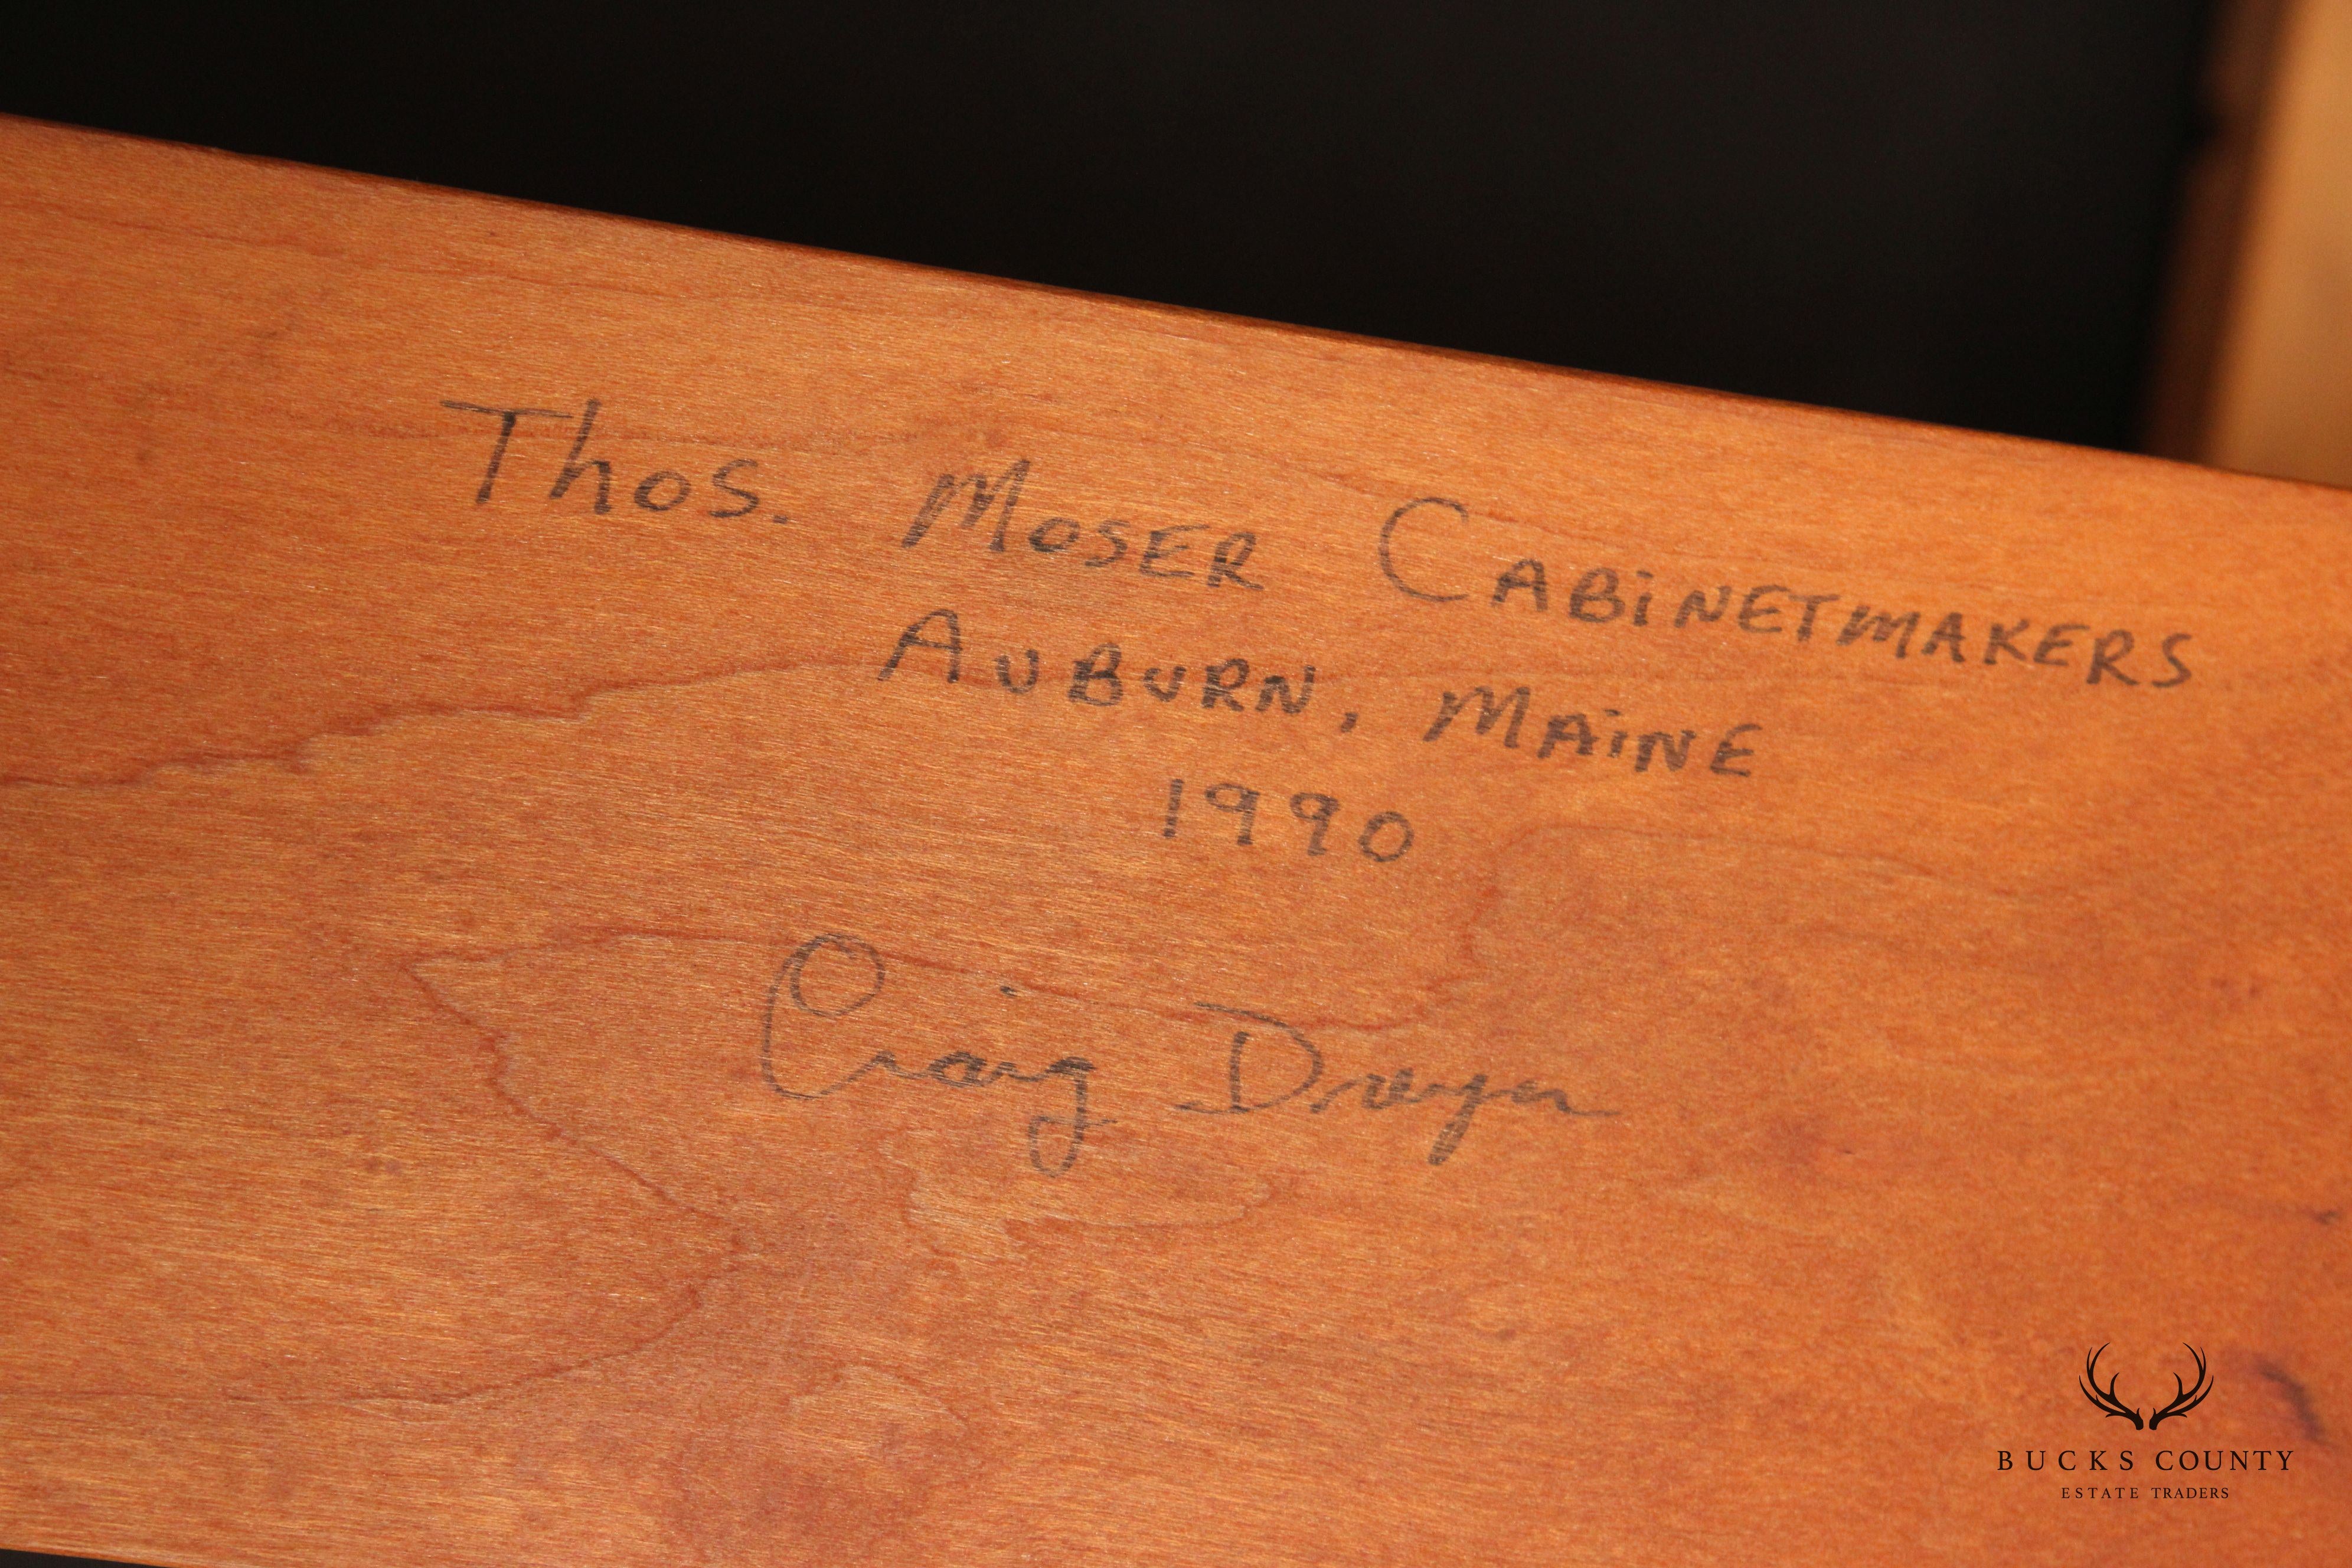 Thos. Moser Cabinetmakers
Auburn, Maine
1990
Craig Dreyer
BUCKS COUNTY
ESTATE TRADERS